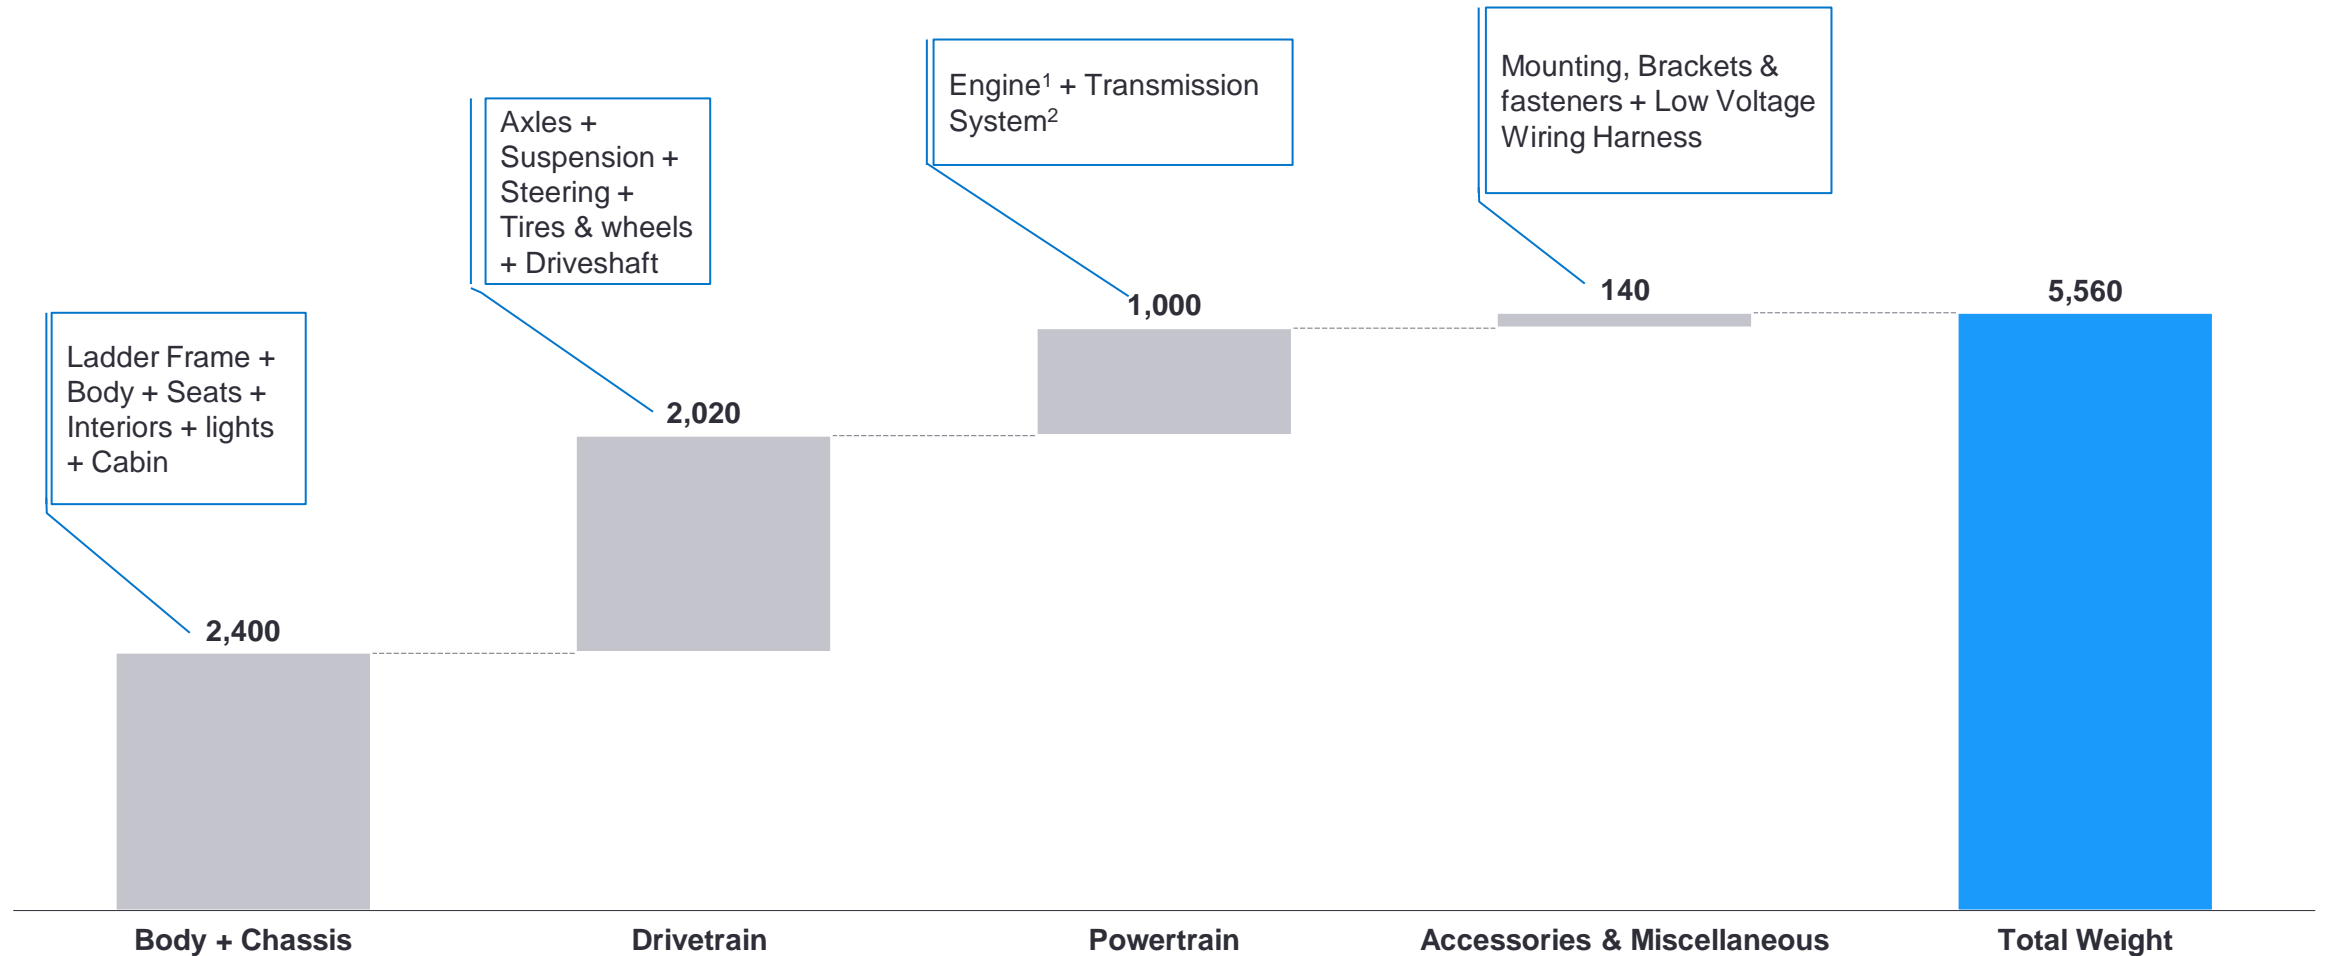 Mounting, Brackets &
fasteners + Low Voltage
Wiring Harness
Engine¹ + Transmission
System²
Axles +
Suspension +
Steering +
Tires & wheels
+ Driveshaft
Ladder Frame +
Body + Seats +
Interiors + lights
+ Cabin
2,400
2,020
1,000
140
5,560
Body + Chassis
Drivetrain
Powertrain
Accessories & Miscellaneous
Total Weight